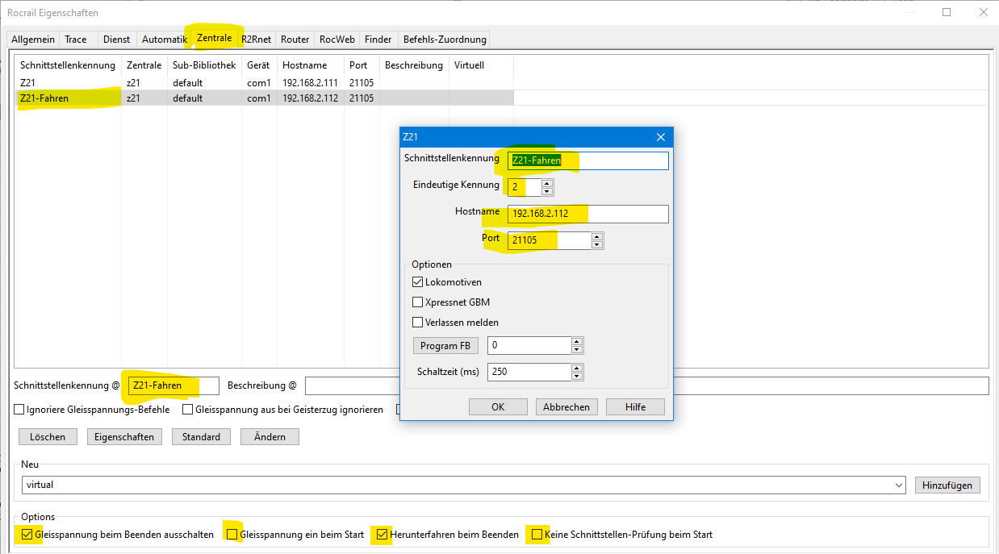 Rocrail Eigenschaften
Allgemein Trace Dienst Automatik Zentrale R2Rnet Router RocWeb Finder Befehls-Zuordnung
Schnittstellenkennung Zentrale Sub-Bibliothek Gerät Hostname Port Beschreibung Virtuell
Z21 z21 default com1 192.168.2.111 21105
Z21-Fahren z21 default com1 192.168.2.112 21105
Z21
Schnittstellenkennung Z21-Fahren
Eindeutige Kennung 2
Hostname 192.168.2.112
Port 21105
Optionen
Lokomotiven
Xpressnet GBM
Verlassen melden
Program FB 0
Schaltzeit (ms) 250
OK Abbrechen Hilfe
Schnittstellenkennung @ Z21-Fahren Beschreibung @
Ignoriere Gleisspannungs-Befehle Gleisspannung aus bei Geisterzug ignorieren
Löschen Eigenschaften Standard Ändern
Neu
virtual Hinzufügen
Options
Gleisspannung beim Beenden ausschalten Gleisspannung ein beim Start Herunterfahren beim Beenden Keine Schnittstellen-Prüfung beim Start